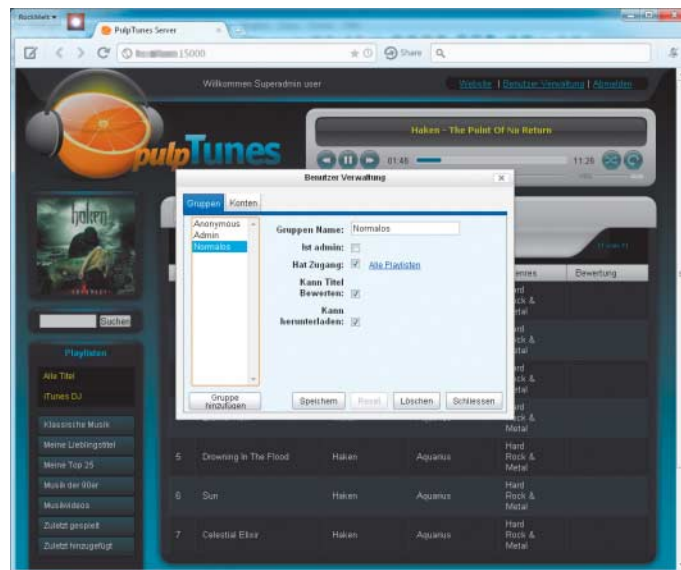 RockMelt
PulpTunes Server
15000
Share
Willkommen Superadmin user
Website | Benutzer Verwaltung | Abmelden
pulpTunes
Haken - The Point Of No Return
01:46
11:26
Benutzer Verwaltung
Gruppen
Konten
Anonymous
Admin
Normalos
Gruppen Name: Normalos
Ist admin:
Hat Zugang: Alle Playlisten
Kann Titel
Bewerten:
Kann
herunterladen:
Gruppe
hinzufügen
Speichern
Reset
Löschen
Schliessen
haken
Suchen
Playlisten
Alle Titel
iTunes DJ
Klassische Musik
Meine Lieblingstitel
Meine Top 25
Musik der 90er
Musikvideos
Zuletzt gespielt
Zuletzt hinzugefügt
Bewertung
Metal
5 Drowning In The Flood Haken Aquarius Hard
Rock &
Metal
6 Sun Haken Aquarius Hard
Rock &
Metal
7 Celestial Elixir Haken Aquarius Hard
Rock &
Metal